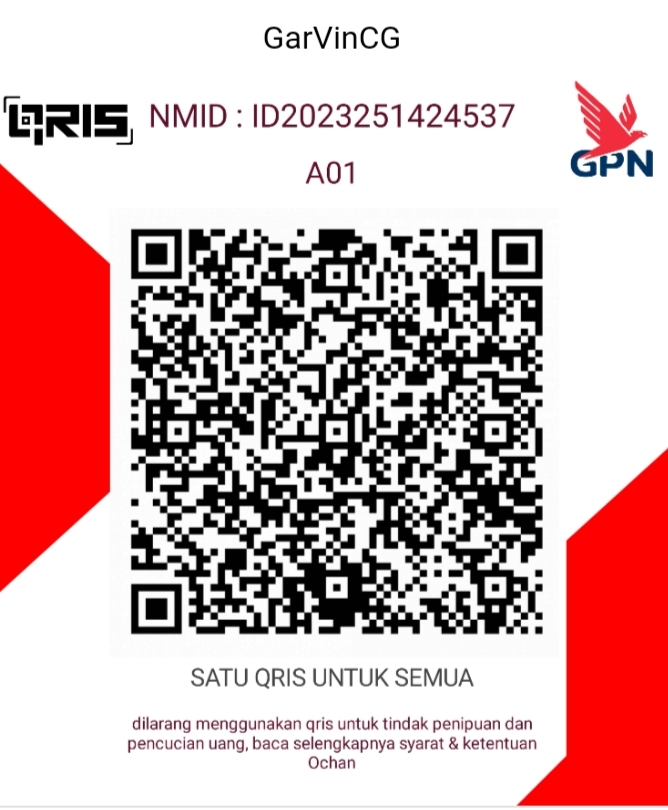 GarVinCG
QRIS NMID : ID2023251424537 GPN
A01
SATU QRIS UNTUK SEMUA
dilarang menggunakan qris untuk tindak penipuan dan
pencucian uang, baca selengkapnya syarat & ketentuan
Ochan